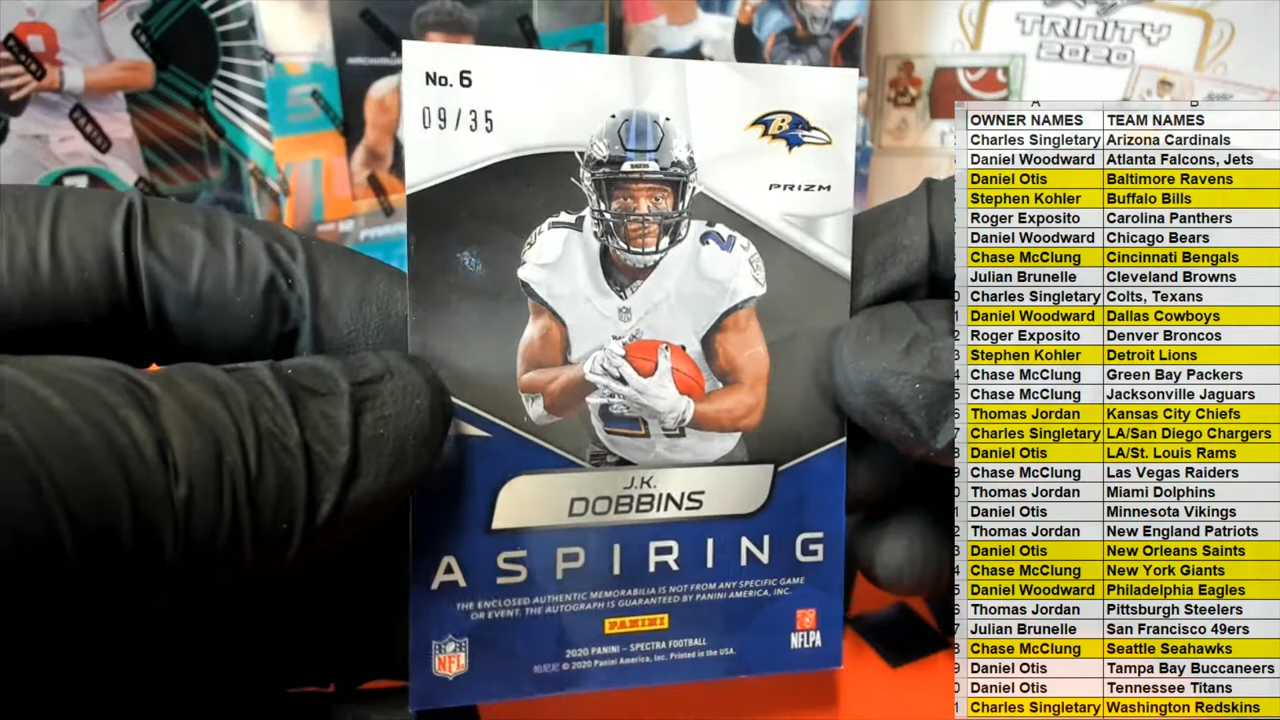 TRINITY
2020
No. 6
09/35
B
PRIZM
21
J.K.
DOBBINS
ASPIRING
THE ENCLOSED AUTHENTIC MEMORABILIA IS NOT FROM ANY SPECIFIC GAME
OR EVENT. THE AUTOGRAPH IS GUARANTEED BY PANINI AMERICA, INC.
PANINI
NFL
NFLPA
2020 PANINI – SPECTRA FOOTBALL
© 2020 Panini America, Inc. Printed in the USA.
A B
OWNER NAMES TEAM NAMES
Charles Singletary Arizona Cardinals
Daniel Woodward Atlanta Falcons, Jets
Daniel Otis Baltimore Ravens
Stephen Kohler Buffalo Bills
Roger Exposito Carolina Panthers
Daniel Woodward Chicago Bears
Chase McClung Cincinnati Bengals
Julian Brunelle Cleveland Browns
Charles Singletary Colts, Texans
Daniel Woodward Dallas Cowboys
Roger Exposito Denver Broncos
Stephen Kohler Detroit Lions
Chase McClung Green Bay Packers
Chase McClung Jacksonville Jaguars
Thomas Jordan Kansas City Chiefs
Charles Singletary LA/San Diego Chargers
Daniel Otis LA/St. Louis Rams
Chase McClung Las Vegas Raiders
Thomas Jordan Miami Dolphins
Daniel Otis Minnesota Vikings
Thomas Jordan New England Patriots
Daniel Otis New Orleans Saints
Chase McClung New York Giants
Daniel Woodward Philadelphia Eagles
Thomas Jordan Pittsburgh Steelers
Julian Brunelle San Francisco 49ers
Chase McClung Seattle Seahawks
Daniel Otis Tampa Bay Buccaneers
Daniel Otis Tennessee Titans
Charles Singletary Washington Redskins